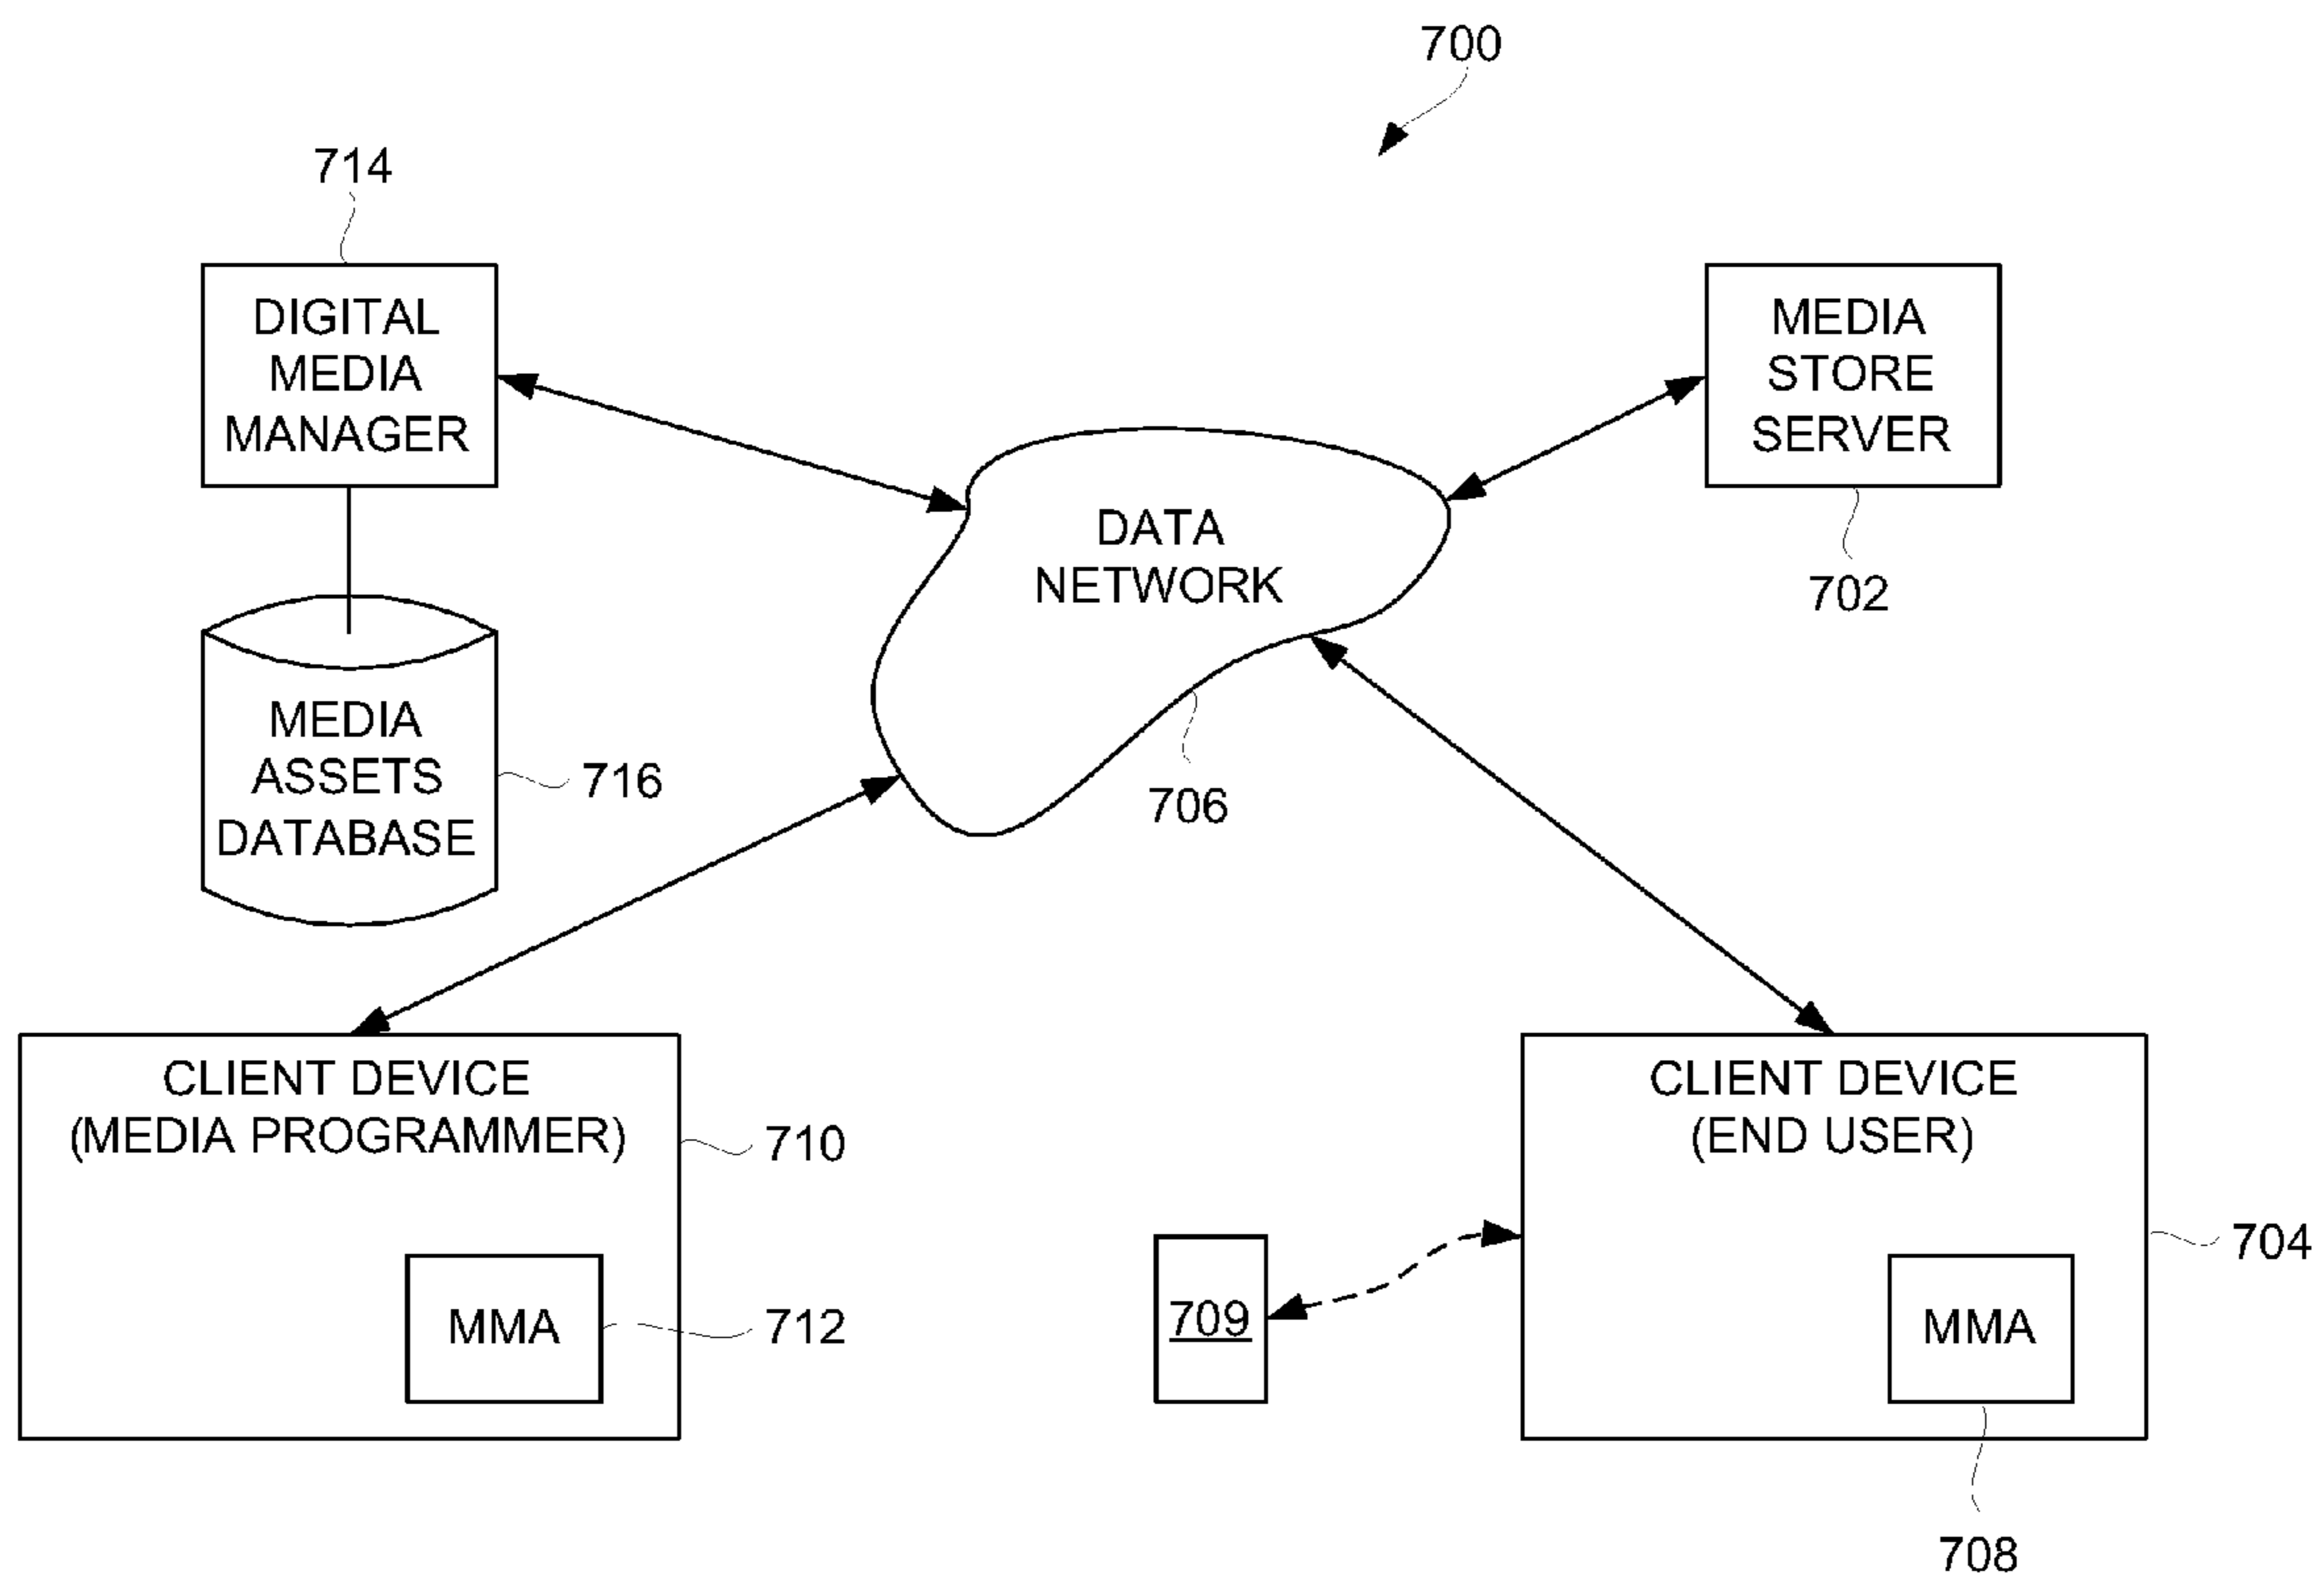 700
714
DIGITAL
MEDIA
MANAGER
MEDIA
STORE
SERVER
702
DATA
NETWORK
706
MEDIA
ASSETS
DATABASE
716
CLIENT DEVICE
(MEDIA PROGRAMMER)
710
MMA
712
709
CLIENT DEVICE
(END USER)
704
MMA
708